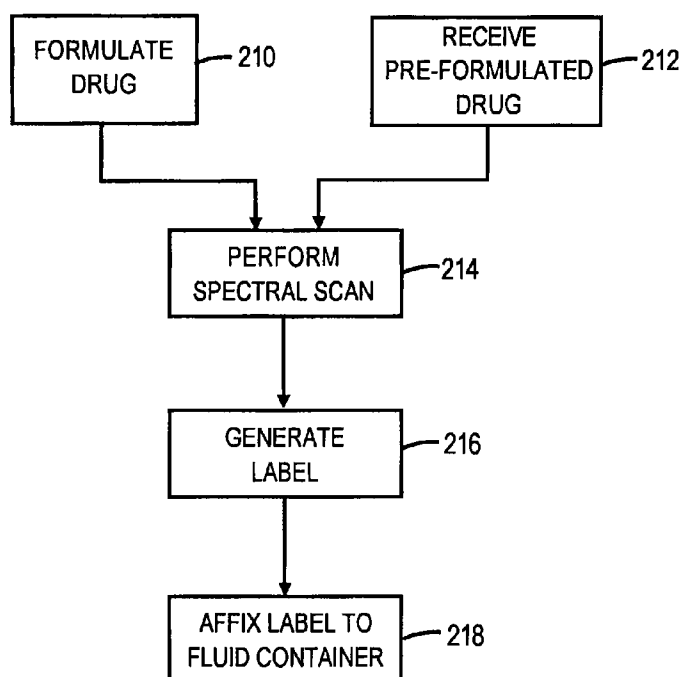 FORMULATE
DRUG
210
RECEIVE
PRE-FORMULATED
DRUG
212
PERFORM
SPECTRAL SCAN
214
GENERATE
LABEL
216
AFFIX LABEL TO
FLUID CONTAINER
218